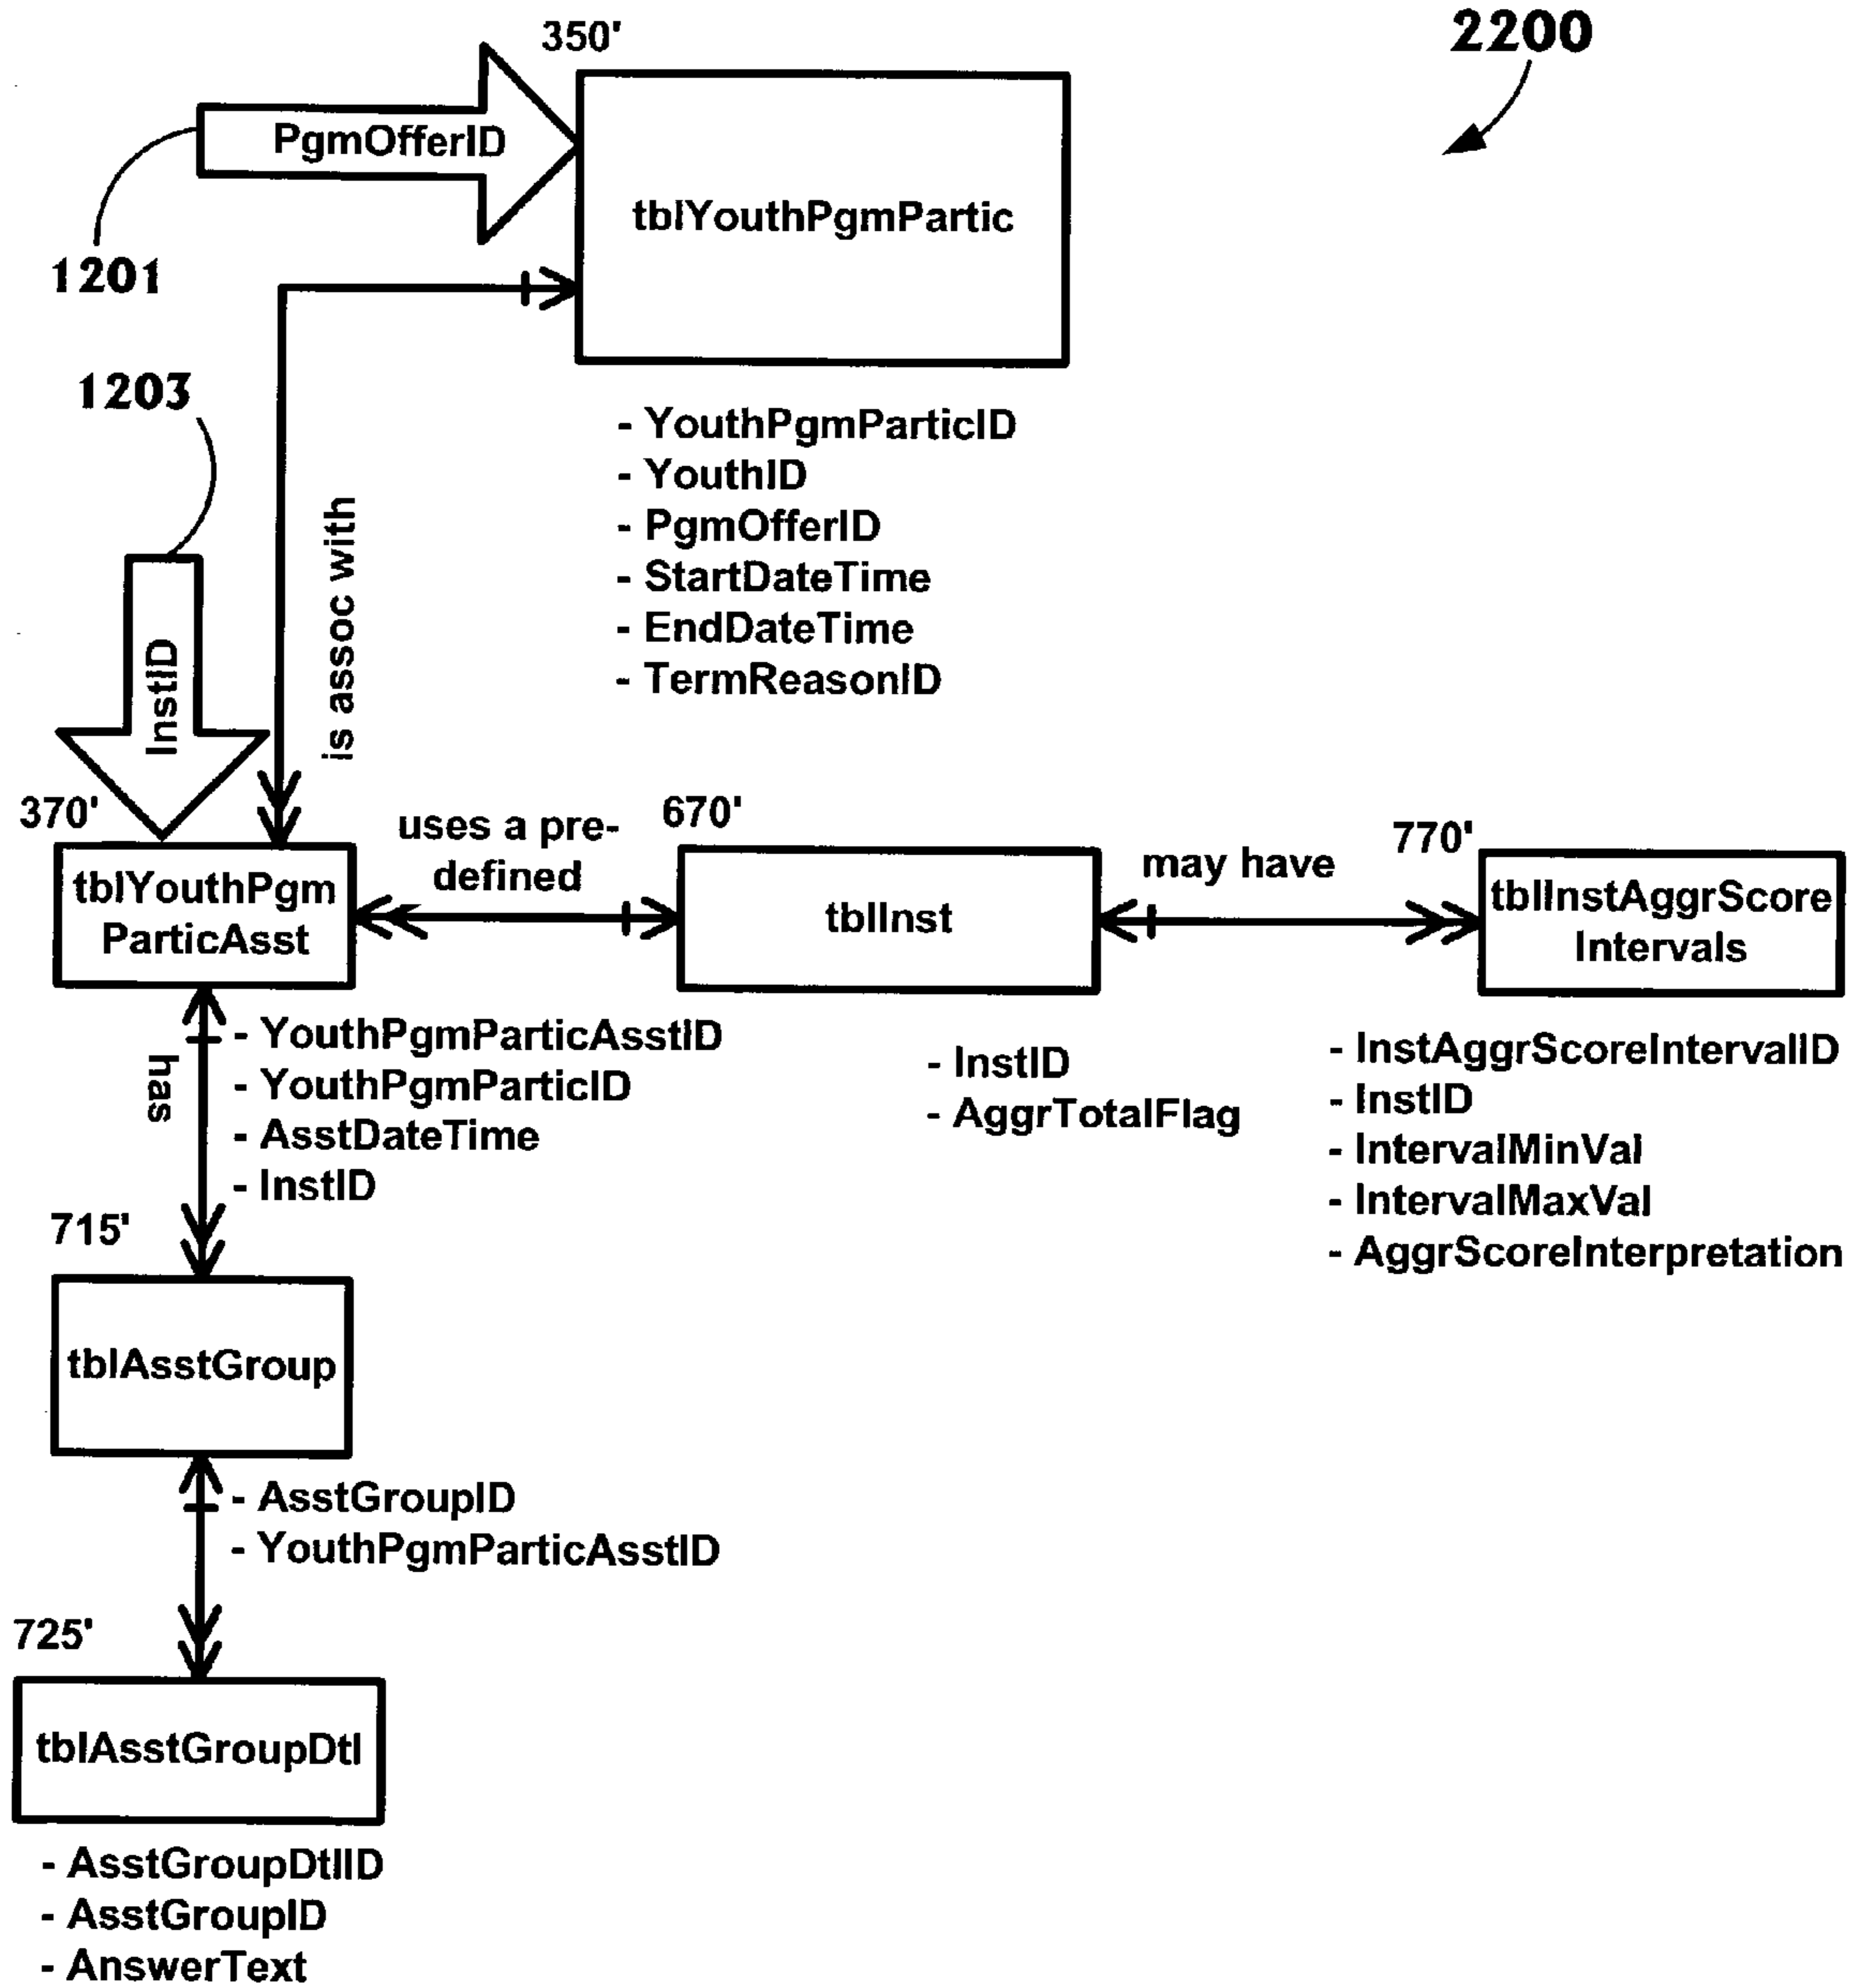 2200
350'
PgmOfferID
1201
tblYouthPgmPartic
- YouthPgmParticID
- YouthID
- PgmOfferID
- StartDateTime
- EndDateTime
- TermReasonID
1203
InstID
is assoc with
370'
tblYouthPgm
ParticAsst
uses a pre-
defined
670'
tblInst
may have
770'
tblInstAggrScore
Intervals
has
- YouthPgmParticAsstID
- YouthPgmParticID
- AsstDateTime
- InstID
- InstID
- AggrTotalFlag
- InstAggrScoreIntervalID
- InstID
- IntervalMinVal
- IntervalMaxVal
- AggrScoreInterpretation
715'
tblAsstGroup
- AsstGroupID
- YouthPgmParticAsstID
725'
tblAsstGroupDtl
- AsstGroupDtlID
- AsstGroupID
- AnswerText